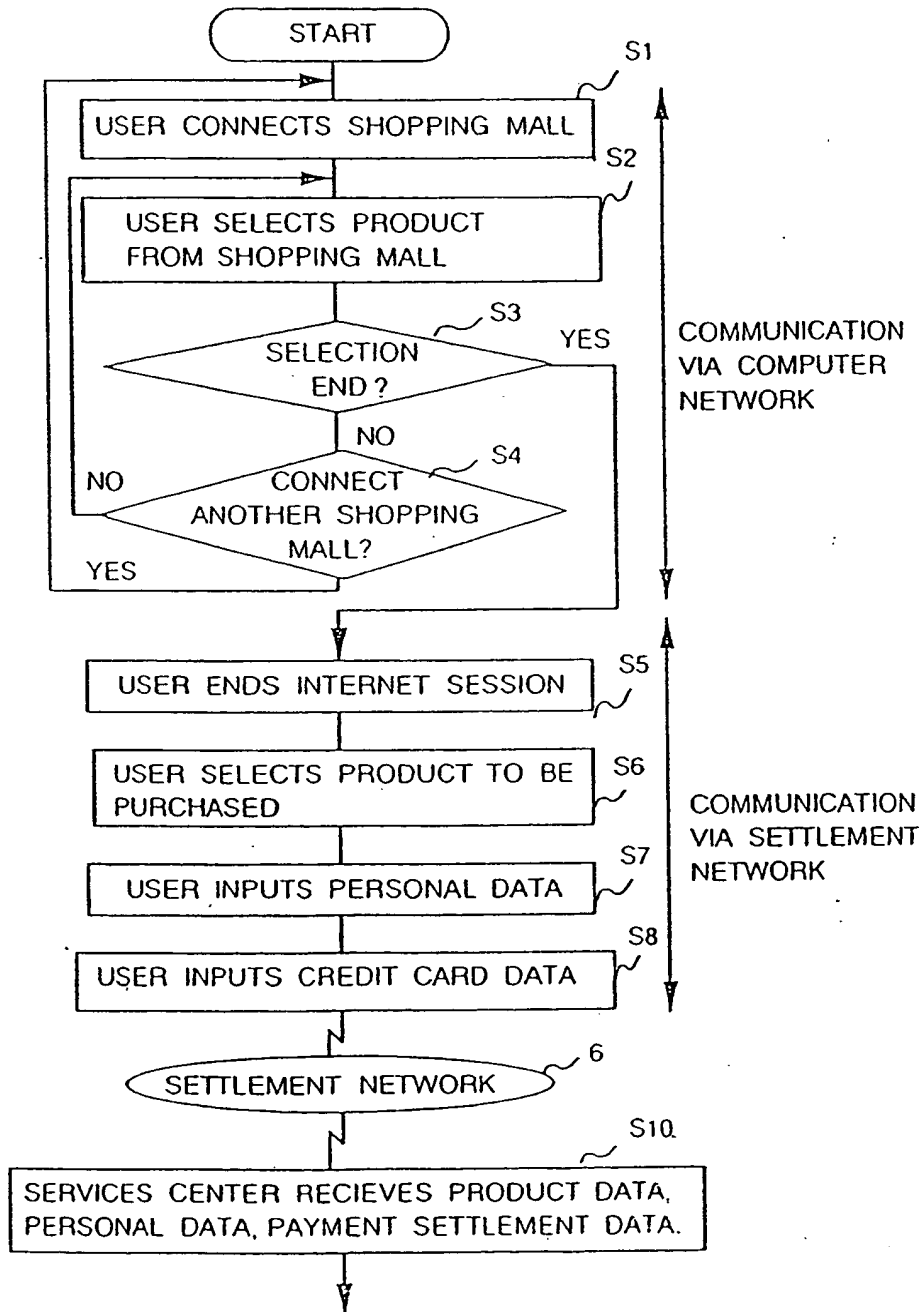 START
S1
USER CONNECTS SHOPPING MALL
S2
USER SELECTS PRODUCT
FROM SHOPPING MALL
S3
SELECTION
END?
YES
NO
S4
CONNECT
ANOTHER SHOPPING
MALL?
NO
YES
COMMUNICATION
VIA COMPUTER
NETWORK
S5
USER ENDS INTERNET SESSION
S6
USER SELECTS PRODUCT TO BE
PURCHASED
S7
USER INPUTS PERSONAL DATA
S8
USER INPUTS CREDIT CARD DATA
COMMUNICATION
VIA SETTLEMENT
NETWORK
6
SETTLEMENT NETWORK
S10
SERVICES CENTER RECIEVES PRODUCT DATA,
PERSONAL DATA, PAYMENT SETTLEMENT DATA.